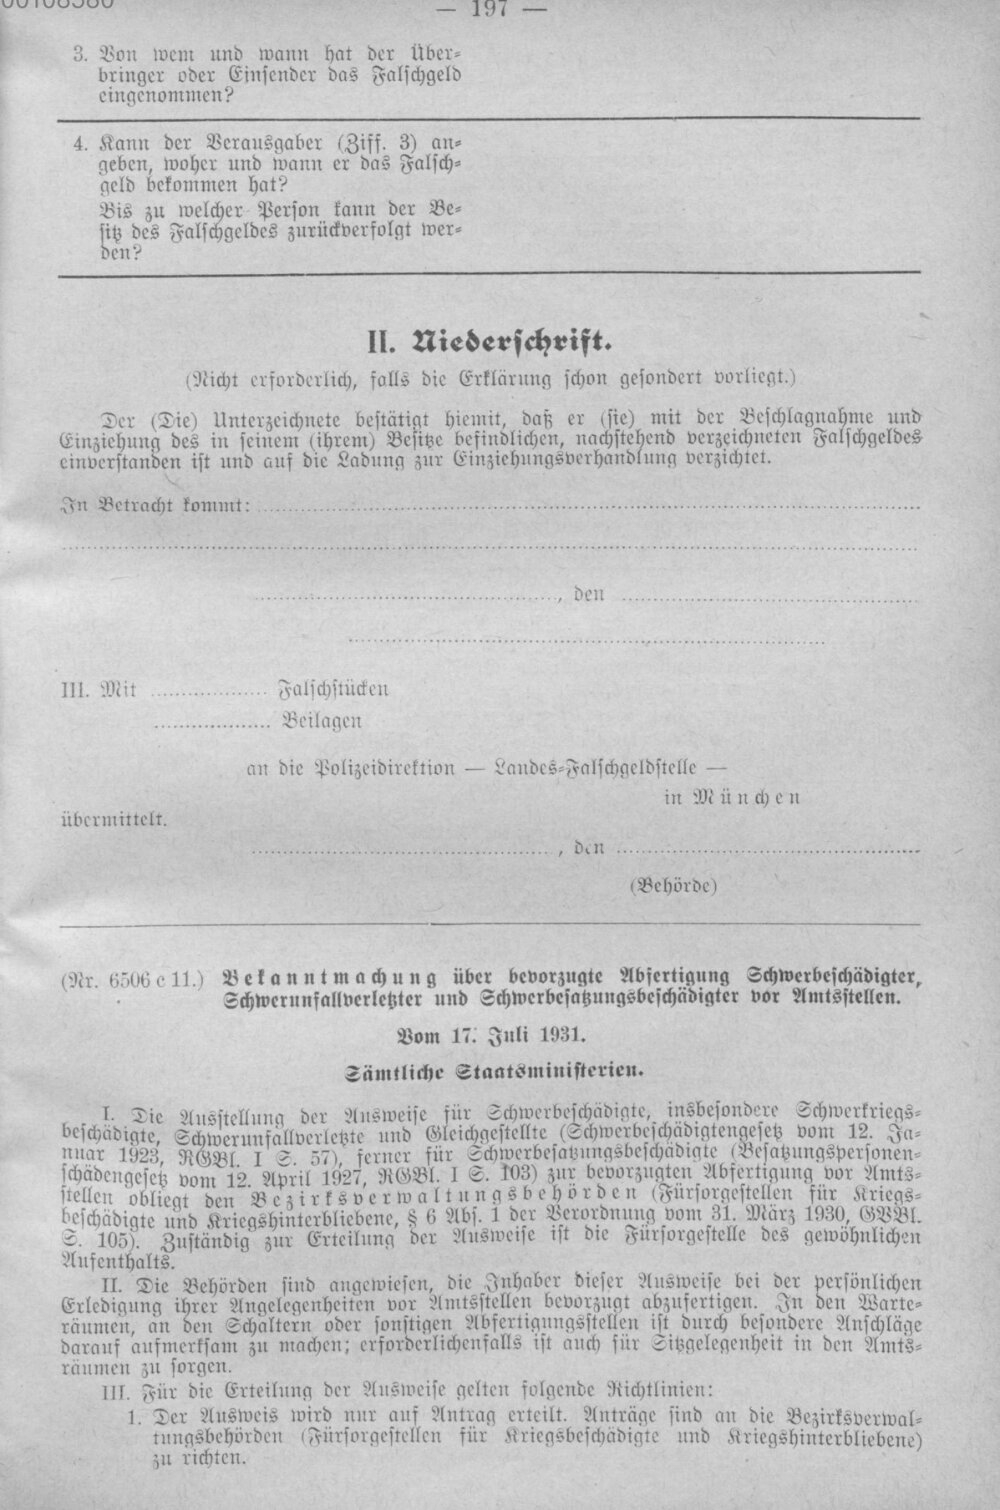 00108580
— 197 —
3. Von wem und wann hat der Über-
bringer oder Einsender das Falschgeld
eingenommen?
4. Kann der Verausgaber (Ziff. 3) an-
geben, woher und wann er das Falsch-
geld bekommen hat?
Bis zu welcher Person kann der Be-
sitz des Falschgeldes zurückverfolgt wer-
den?
II. Niederschrift.
(Nicht erforderlich, falls die Erklärung schon gesondert vorliegt.)
Der (Die) Unterzeichnete bestätigt hiemit, daß er (sie) mit der Beschlagnahme und
Einziehung des in seinem (ihrem) Besitze befindlichen, nachstehend verzeichneten Falschgeldes
einverstanden ist und auf die Ladung zur Einziehungsverhandlung verzichtet.
In Betracht kommt: ..............................
..............................
.............................., den ..............................
..............................
III. Mit .................. Falschstücken
.................. Beilagen
an die Polizeidirektion — Landes-Falschgeldstelle —
in München
übermittelt.
.............................., den ..............................
(Behörde)
(Nr. 6506 c 11.) Bekanntmachung über bevorzugte Abfertigung Schwerbeschädigter,
Schwerunfallverletzter und Schwerbesatzungsbeschädigter vor Amtsstellen.
Vom 17. Juli 1931.
Sämtliche Staatsministerien.
I. Die Ausstellung der Ausweise für Schwerbeschädigte, insbesondere Schwerkriegs-
beschädigte, Schwerunfallverletzte und Gleichgestellte (Schwerbeschädigtengesetz vom 12. Ja-
nuar 1923, RGBl. I S. 57), ferner für Schwerbesatzungsbeschädigte (Besatzungspersonen-
schädengesetz vom 12. April 1927, RGBl. I S. 103) zur bevorzugten Abfertigung vor Amts-
stellen obliegt den Bezirksverwaltungsbehörden (Fürsorgestellen für Kriegs-
beschädigte und Kriegshinterbliebene, § 6 Abs. 1 der Verordnung vom 31. März 1930, GVBl.
S. 105). Zuständig zur Erteilung der Ausweise ist die Fürsorgestelle des gewöhnlichen
Aufenthalts.
II. Die Behörden sind angewiesen, die Inhaber dieser Ausweise bei der persönlichen
Erledigung ihrer Angelegenheiten vor Amtsstellen bevorzugt abzufertigen. In den Warte-
räumen, an den Schaltern oder sonstigen Abfertigungsstellen ist durch besondere Anschläge
darauf aufmerksam zu machen; erforderlichenfalls ist auch für Sitzgelegenheit in den Amts-
räumen zu sorgen.
III. Für die Erteilung der Ausweise gelten folgende Richtlinien:
1. Der Ausweis wird nur auf Antrag erteilt. Anträge sind an die Bezirksverwal-
tungsbehörden (Fürsorgestellen für Kriegsbeschädigte und Kriegshinterbliebene)
zu richten.